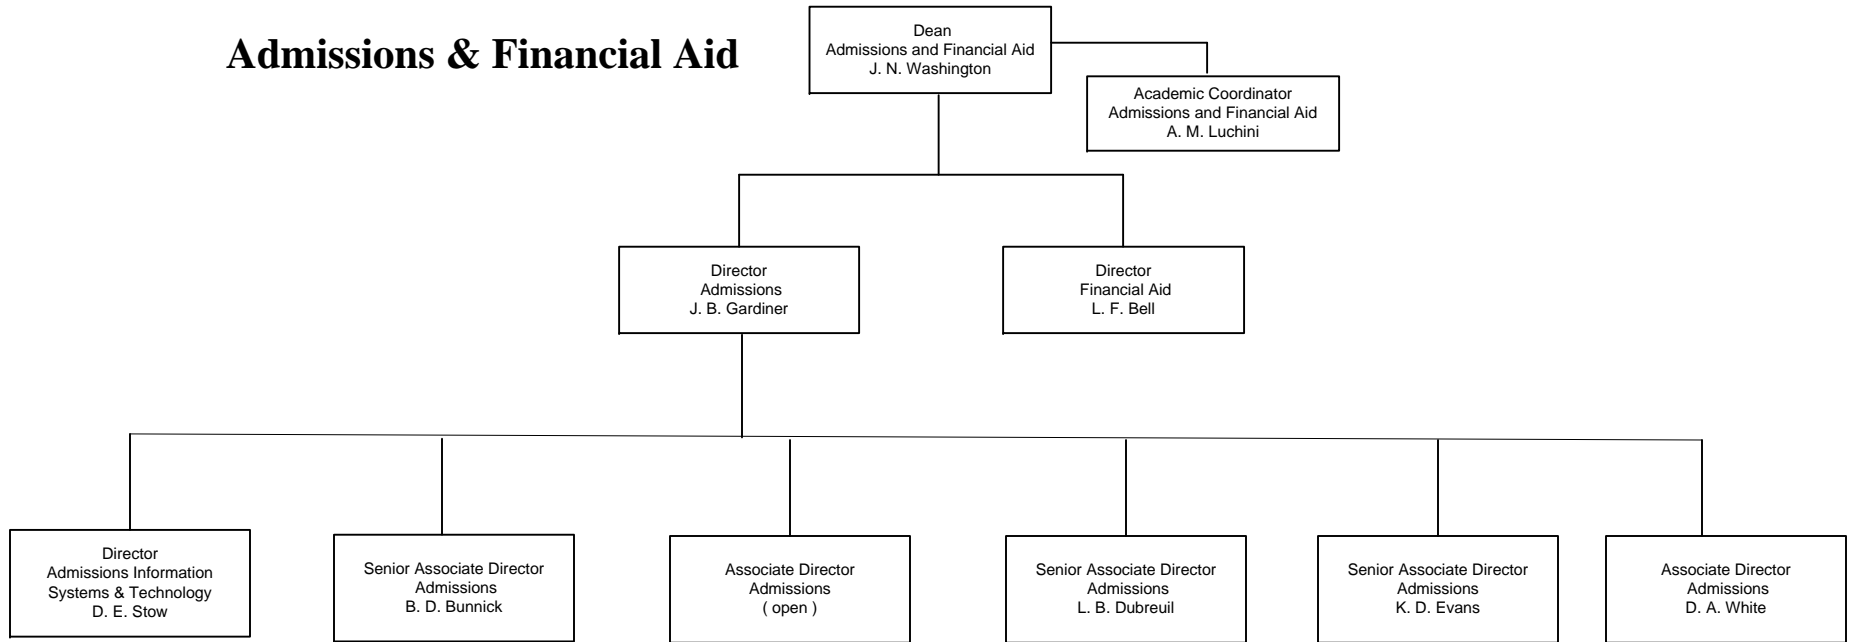 Admissions & Financial Aid
Dean
Admissions and Financial Aid
J. N. Washington
Academic Coordinator
Admissions and Financial Aid
A. M. Luchini
Director
Admissions
J. B. Gardiner
Director
Financial Aid
L. F. Bell
Director
Admissions Information
Systems & Technology
D. E. Stow
Senior Associate Director
Admissions
B. D. Bunnick
Associate Director
Admissions
( open )
Senior Associate Director
Admissions
L. B. Dubreuil
Senior Associate Director
Admissions
K. D. Evans
Associate Director
Admissions
D. A. White